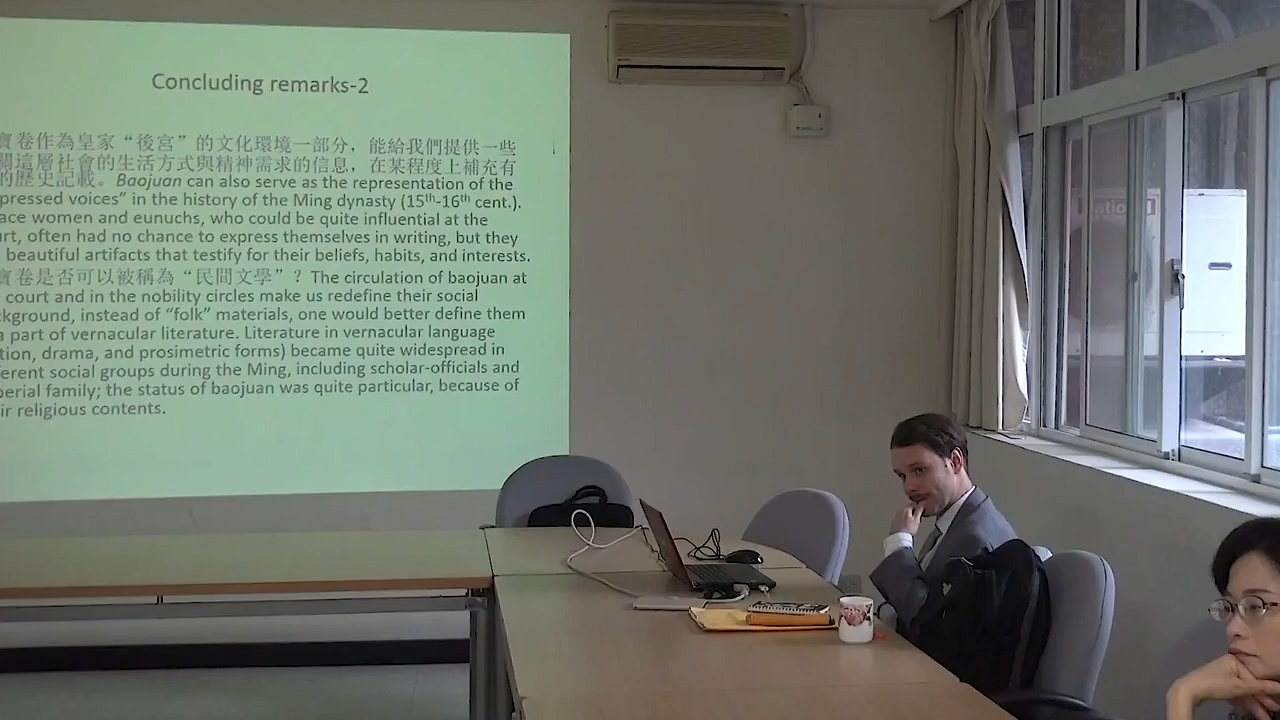 Concluding remarks-2
寶卷作為皇家“後宮”的文化環境一部分，能給我們提供一些
關這層社會的生活方式與精神需求的信息，在某程度上補充有
的歷史記載。Baojuan can also serve as the representation of the
pressed voices” in the history of the Ming dynasty (15th-16th cent.).
ace women and eunuchs, who could be quite influential at the
urt, often had no chance to express themselves in writing, but they
beautiful artifacts that testify for their beliefs, habits, and interests.
寶卷是否可以被稱為“民間文學”？The circulation of baojuan at
court and in the nobility circles make us redefine their social
kground, instead of “folk” materials, one would better define them
a part of vernacular literature. Literature in vernacular language
tion, drama, and prosimetric forms) became quite widespread in
ferent social groups during the Ming, including scholar-officials and
perial family; the status of baojuan was quite particular, because of
ir religious contents.